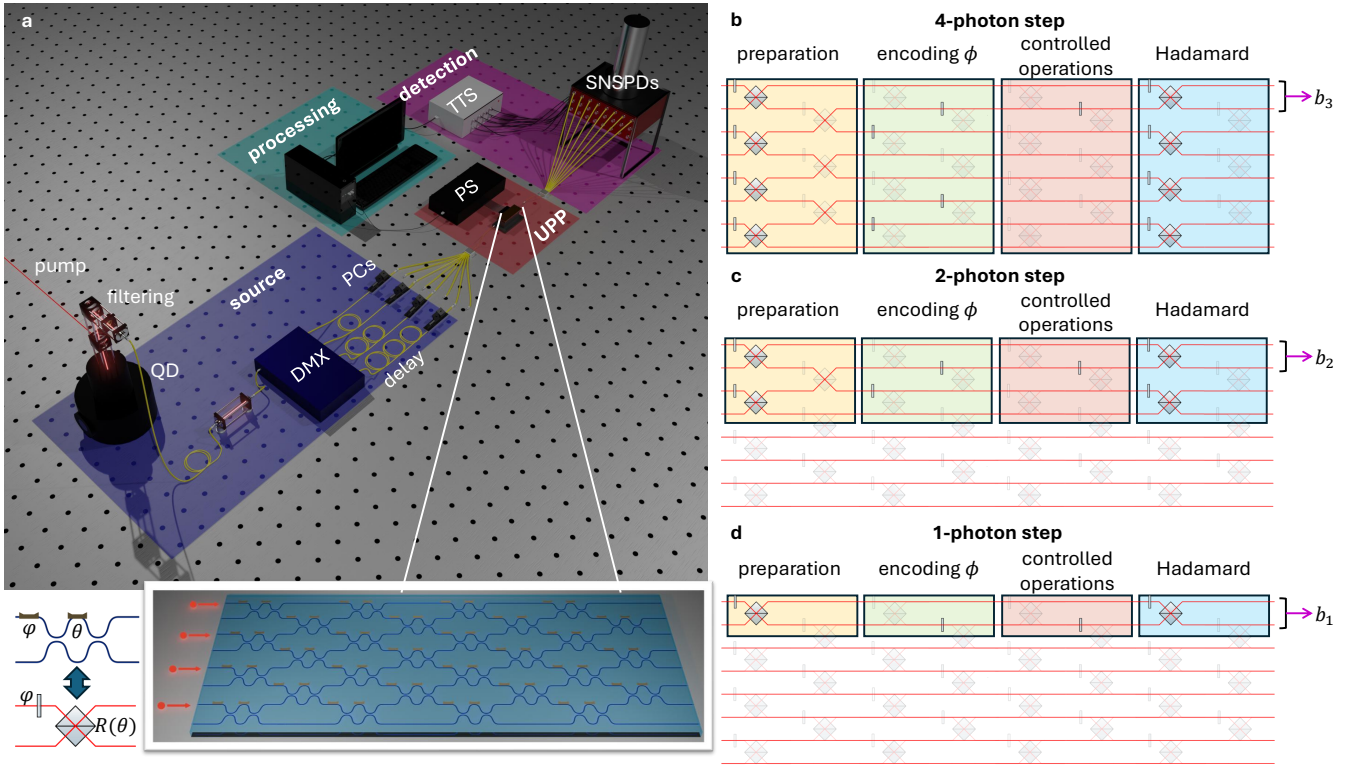 a
pump
filtering
QD
source
DMX
PCs
delay
processing
detection
TTS
SNSPDs
PS
UPP
φ
θ
φ
R(θ)
b
4-photon step
preparation
encoding ϕ
controlled
operations
Hadamard
b₃
c
2-photon step
preparation
encoding ϕ
controlled
operations
Hadamard
b₂
d
1-photon step
preparation
encoding ϕ
controlled
operations
Hadamard
b₁